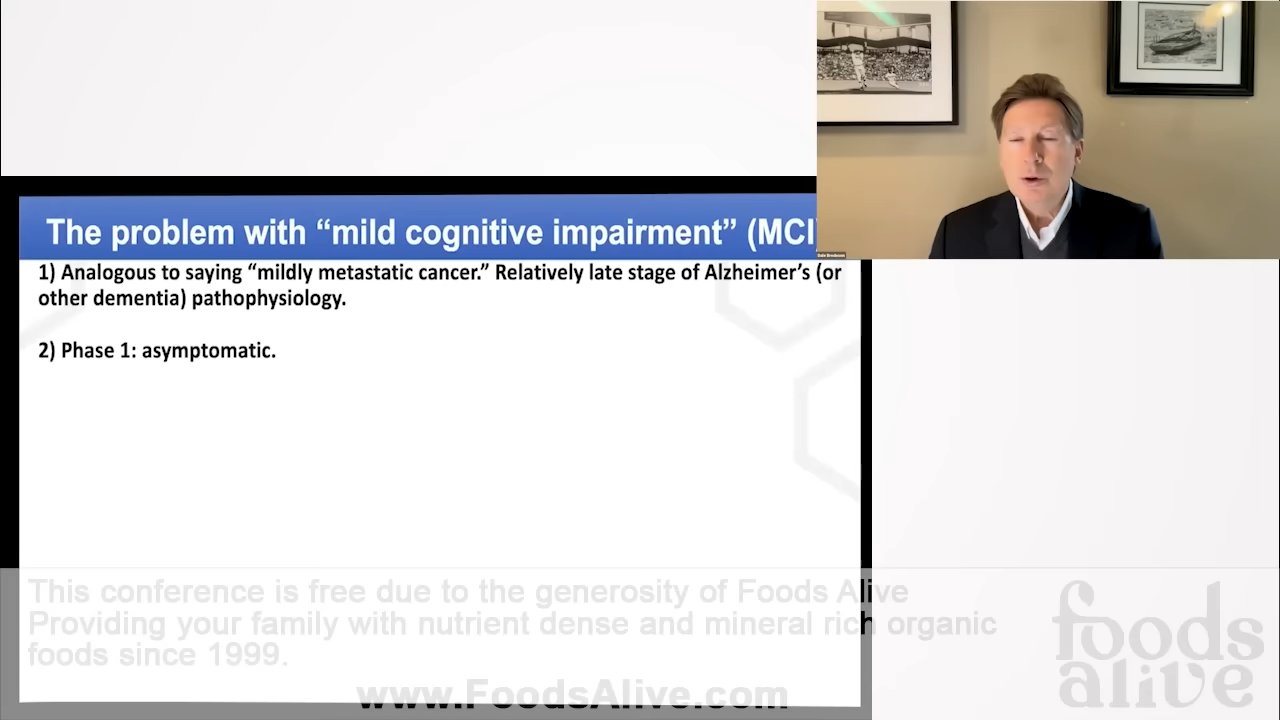 The problem with “mild cognitive impairment” (MCI)
1) Analogous to saying “mildly metastatic cancer.” Relatively late stage of Alzheimer’s (or
other dementia) pathophysiology.
2) Phase 1: asymptomatic.
Dale Bredesen
This conference is free due to the generosity of Foods Alive
Providing your family with nutrient dense and mineral rich organic
foods since 1999.
www.FoodsAlive.com
foods
alive